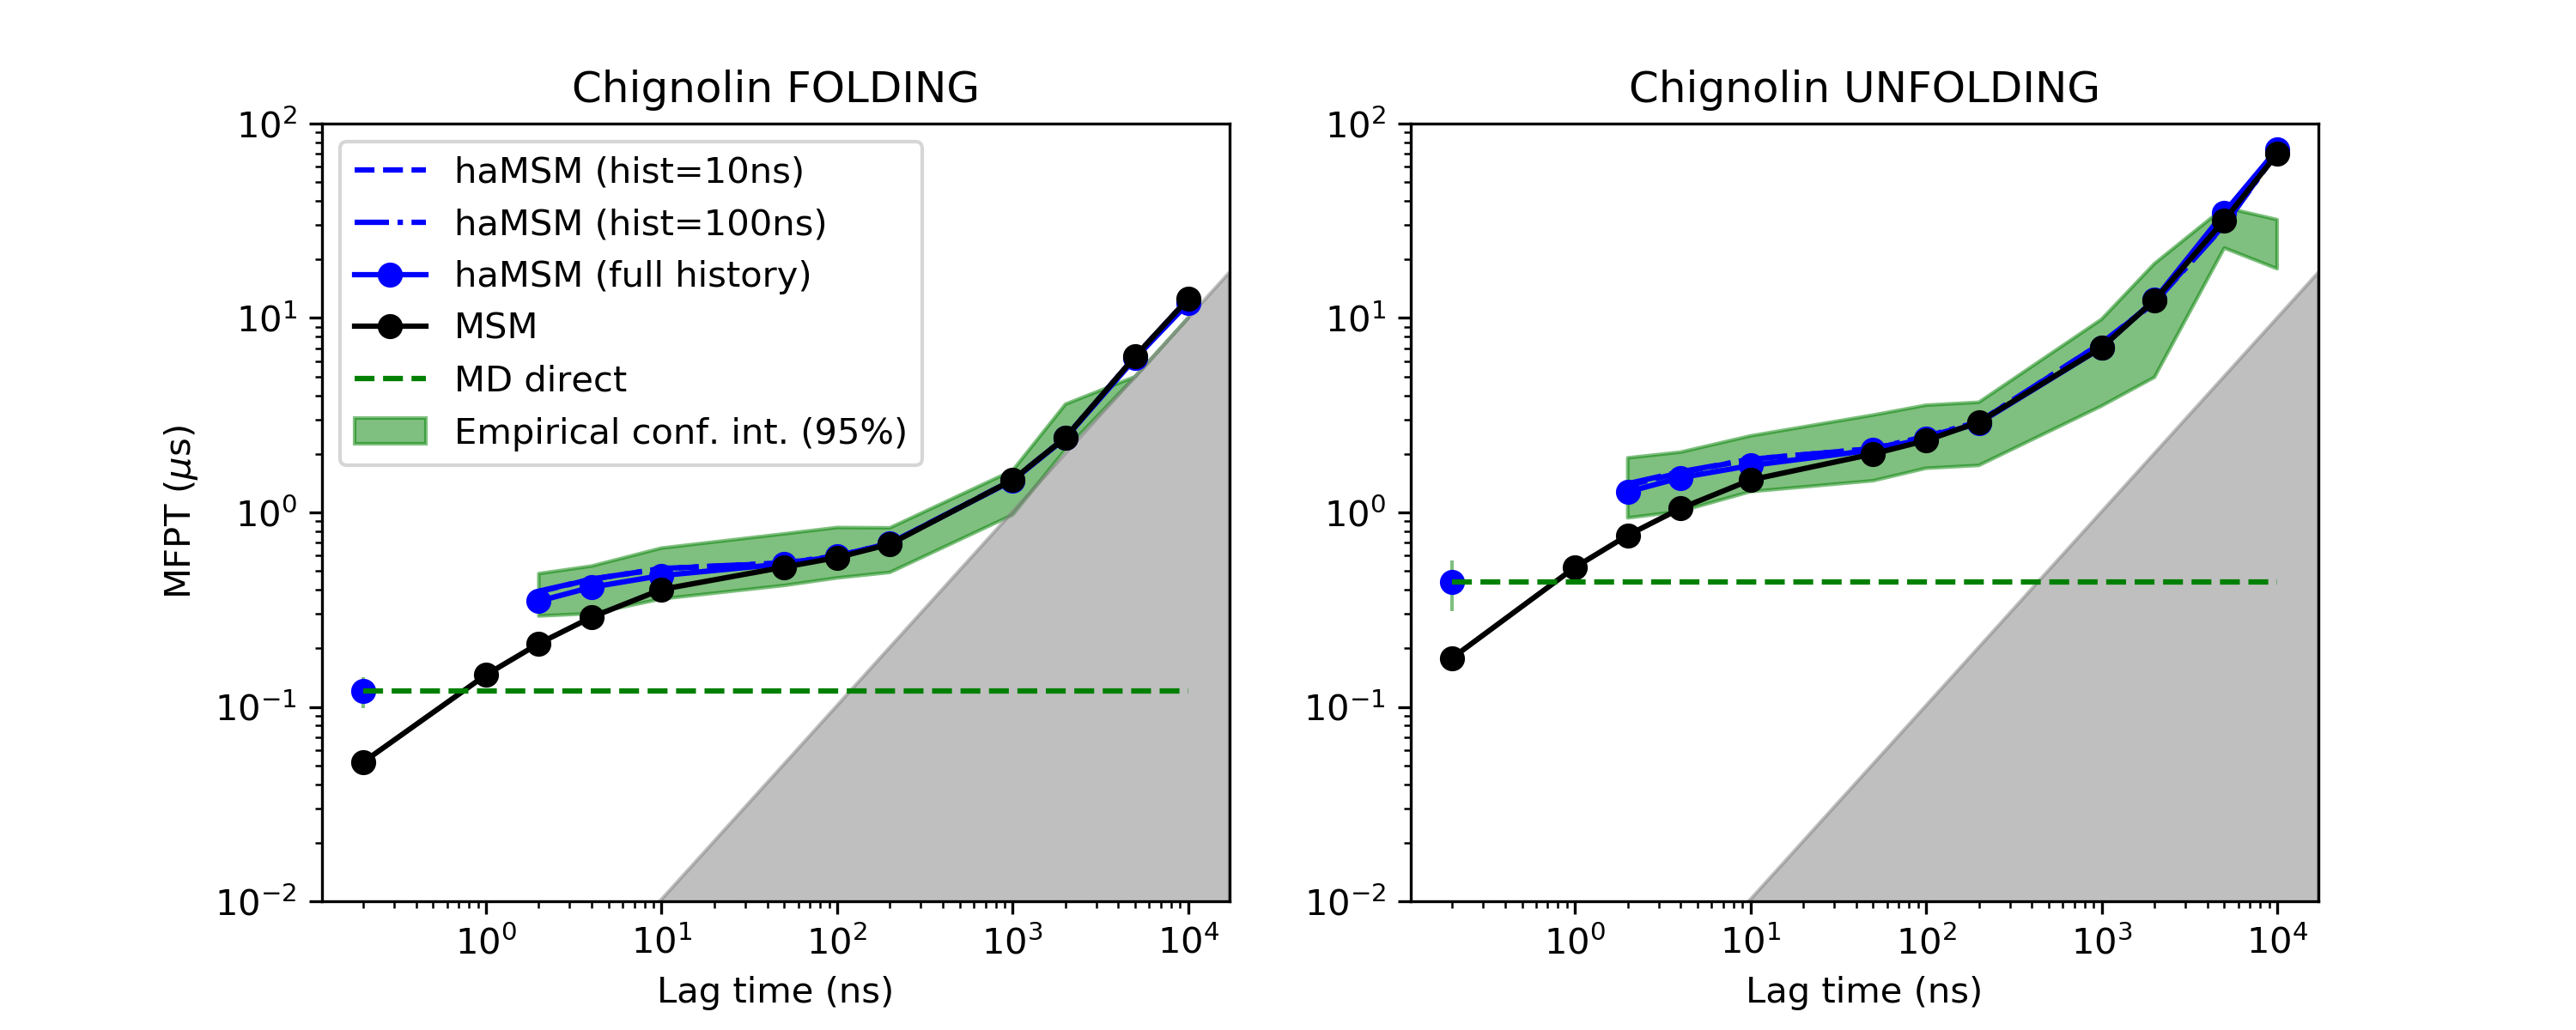 Chignolin FOLDING
10²
10¹
10⁰
10⁻¹
10⁻²
MFPT (μs)
haMSM (hist=10ns)
haMSM (hist=100ns)
haMSM (full history)
MSM
MD direct
Empirical conf. int. (95%)
10⁰ 10¹ 10² 10³ 10⁴
Lag time (ns)
Chignolin UNFOLDING
10²
10¹
10⁰
10⁻¹
10⁻²
10⁰ 10¹ 10² 10³ 10⁴
Lag time (ns)